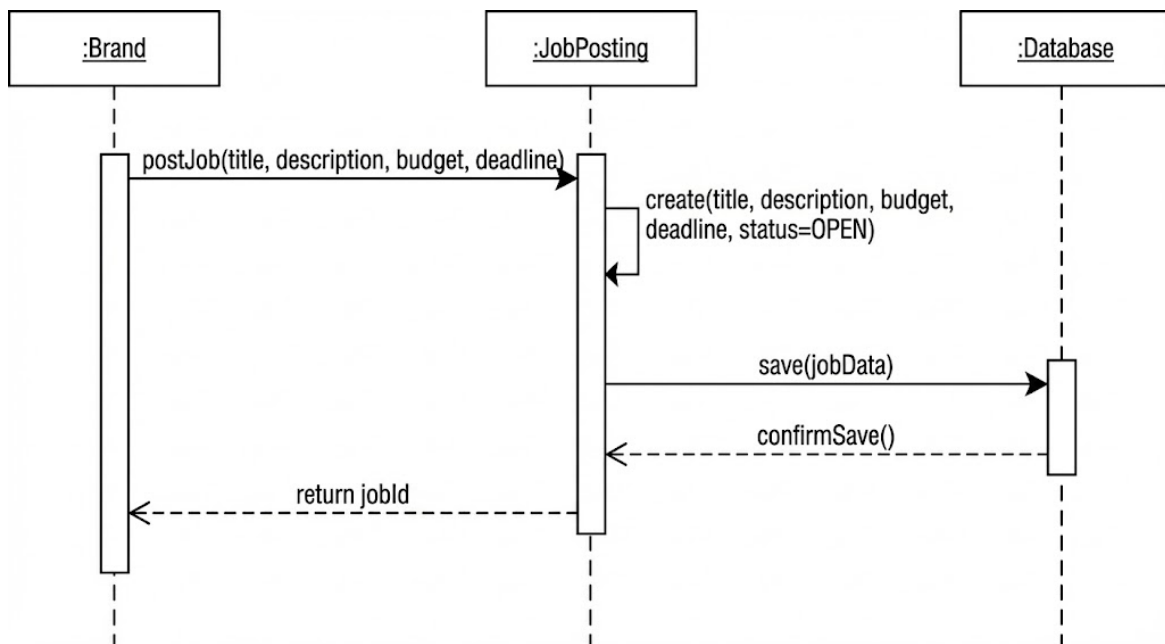 :Brand
:JobPosting
:Database
postJob(title, description, budget, deadline)
create(title, description, budget,
deadline, status=OPEN)
save(jobData)
confirmSave()
return jobId